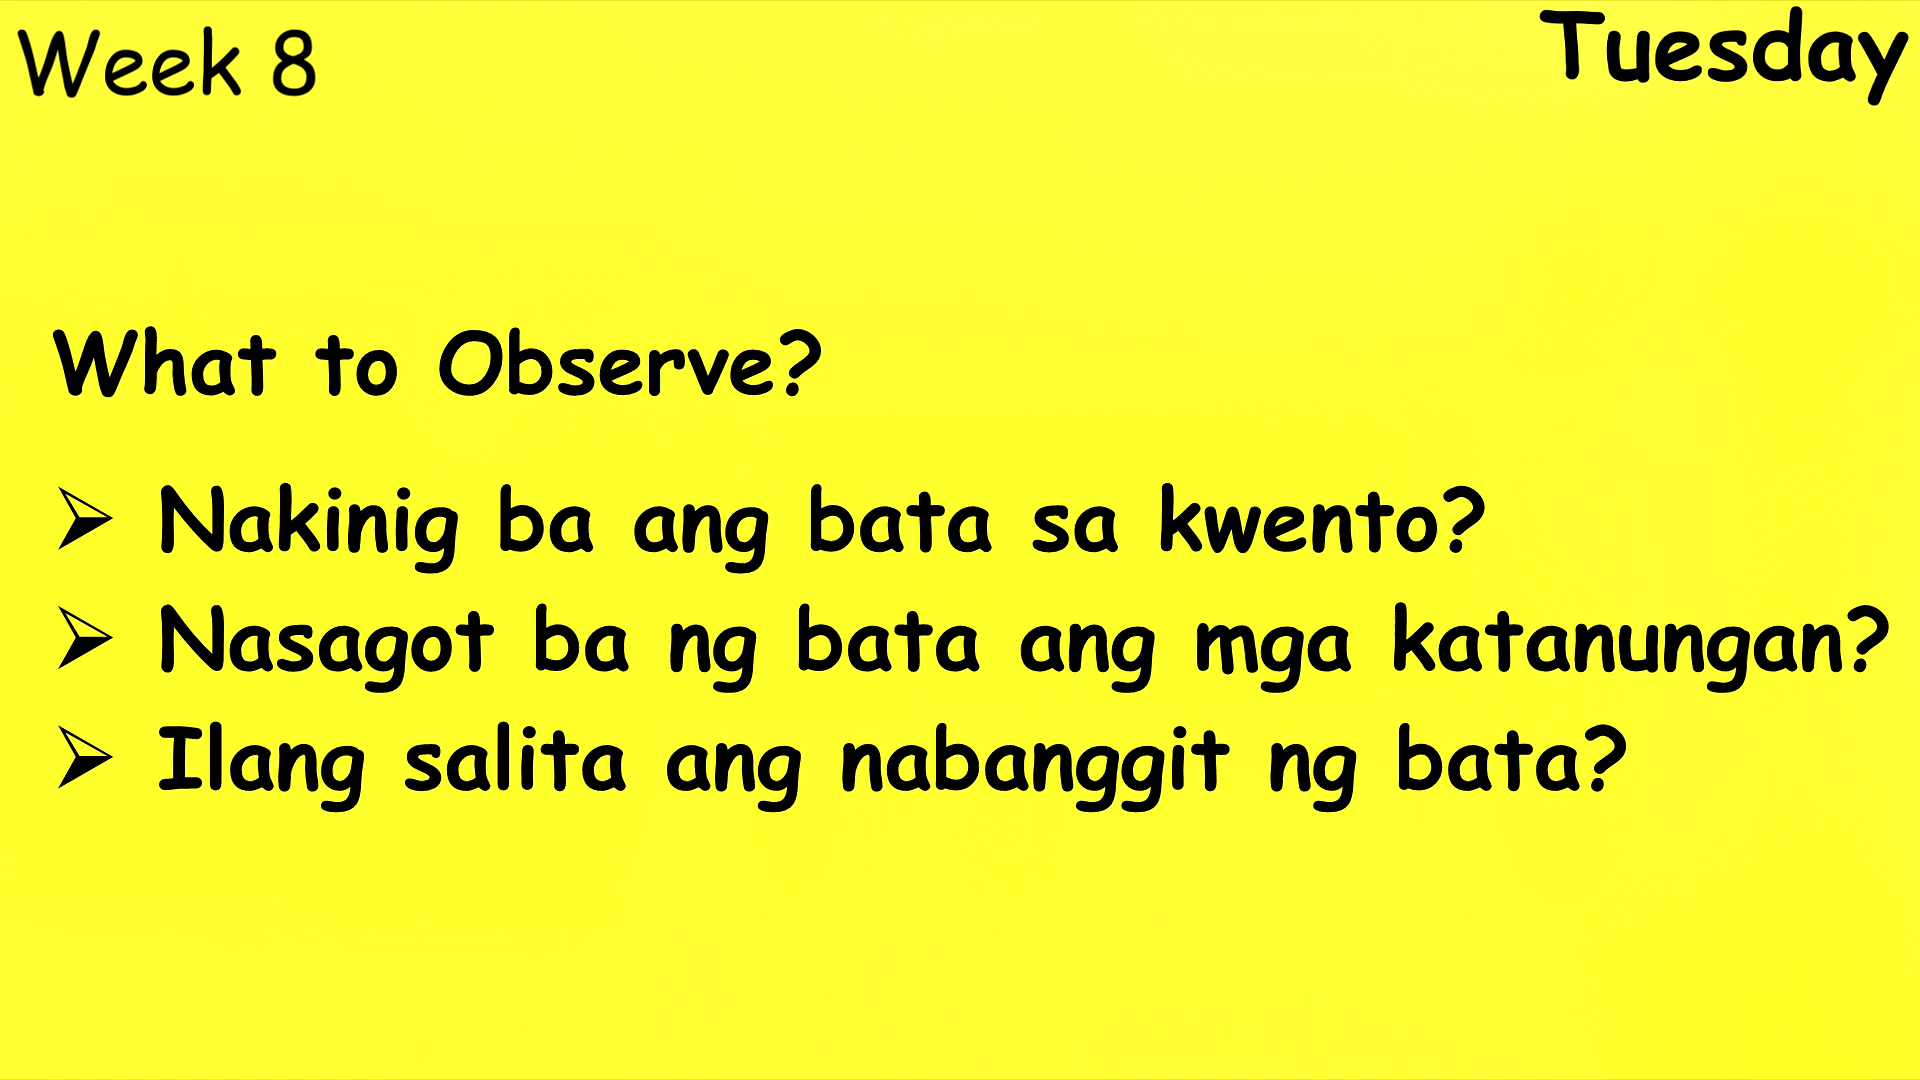 Week 8
Tuesday
What to Observe?
➢ Nakinig ba ang bata sa kwento?
➢ Nasagot ba ng bata ang mga katanungan?
➢ Ilang salita ang nabanggit ng bata?